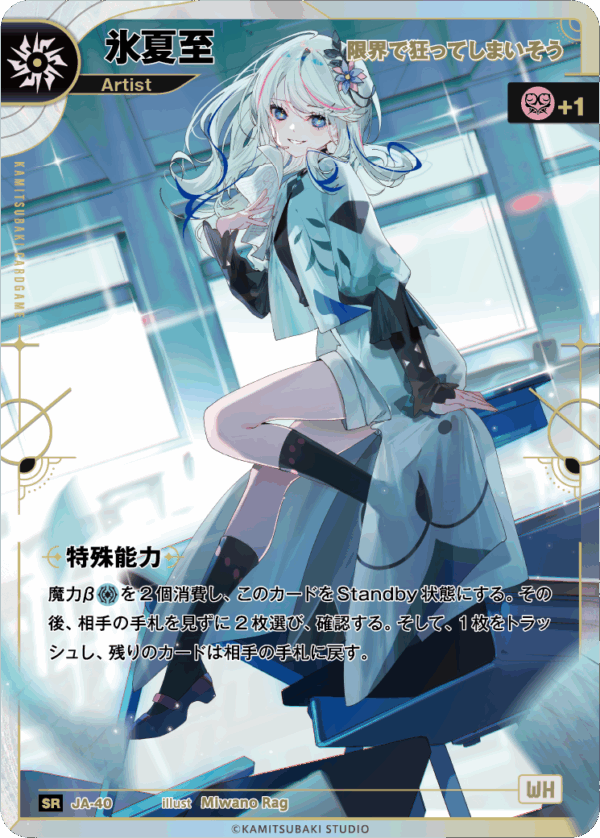 氷夏至
限界で狂ってしまいそう
Artist
+1
KAMITSUBAKI CARDGAME
特殊能力
魔力βを2個消費し、このカードをStandby状態にする。その
後、相手の手札を見ずに2枚選び、確認する。そして、1枚をトラッ
シュし、残りのカードは相手の手札に戻す。
SR JA-40 illust Miwano Rag
WH
©KAMITSUBAKI STUDIO